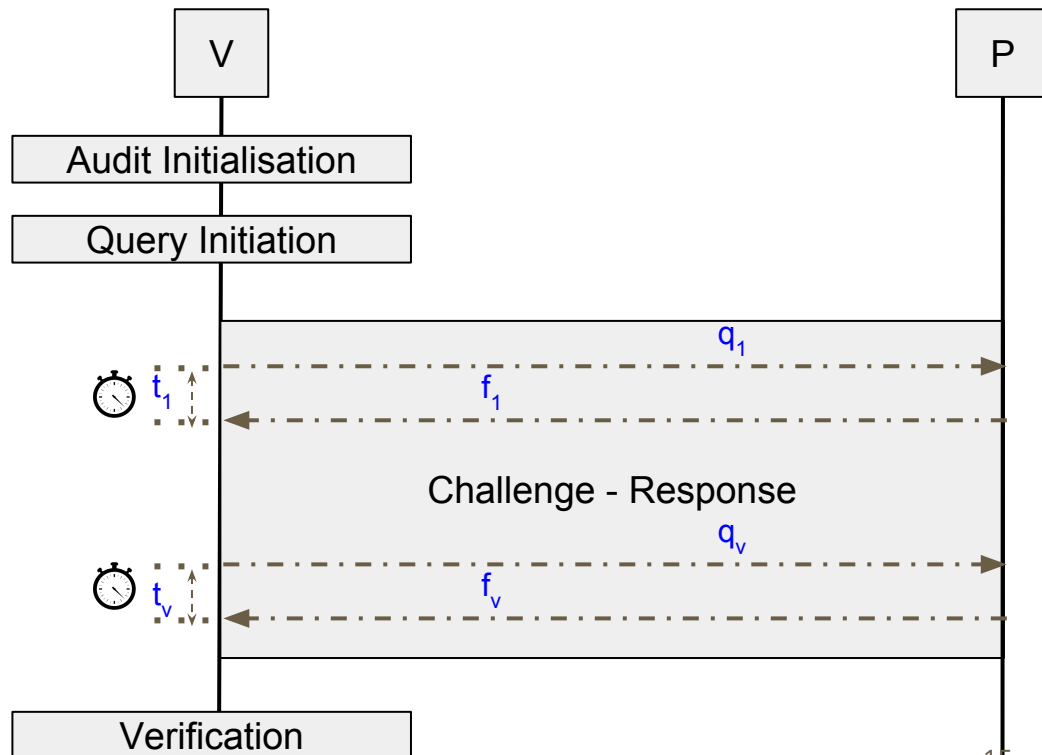 V
P
Audit Initialisation
Query Initiation
q1
t1
f1
Challenge - Response
qv
tv
fv
Verification